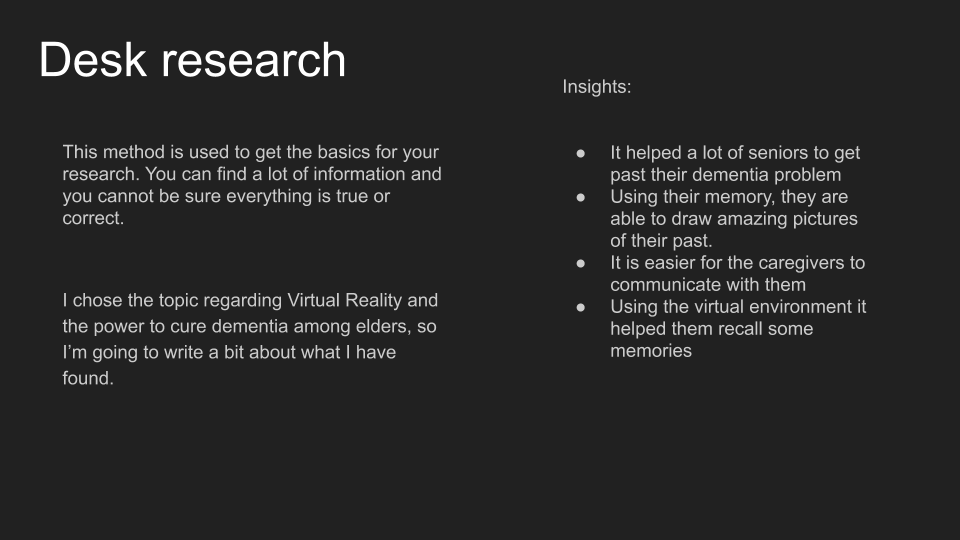 Desk research
This method is used to get the basics for your
research. You can find a lot of information and
you cannot be sure everything is true or
correct.
I chose the topic regarding Virtual Reality and
the power to cure dementia among elders, so
I'm going to write a bit about what I have
found.
Insights:
● It helped a lot of seniors to get
past their dementia problem
● Using their memory, they are
able to draw amazing pictures
of their past.
● It is easier for the caregivers to
communicate with them
● Using the virtual environment it
helped them recall some
memories